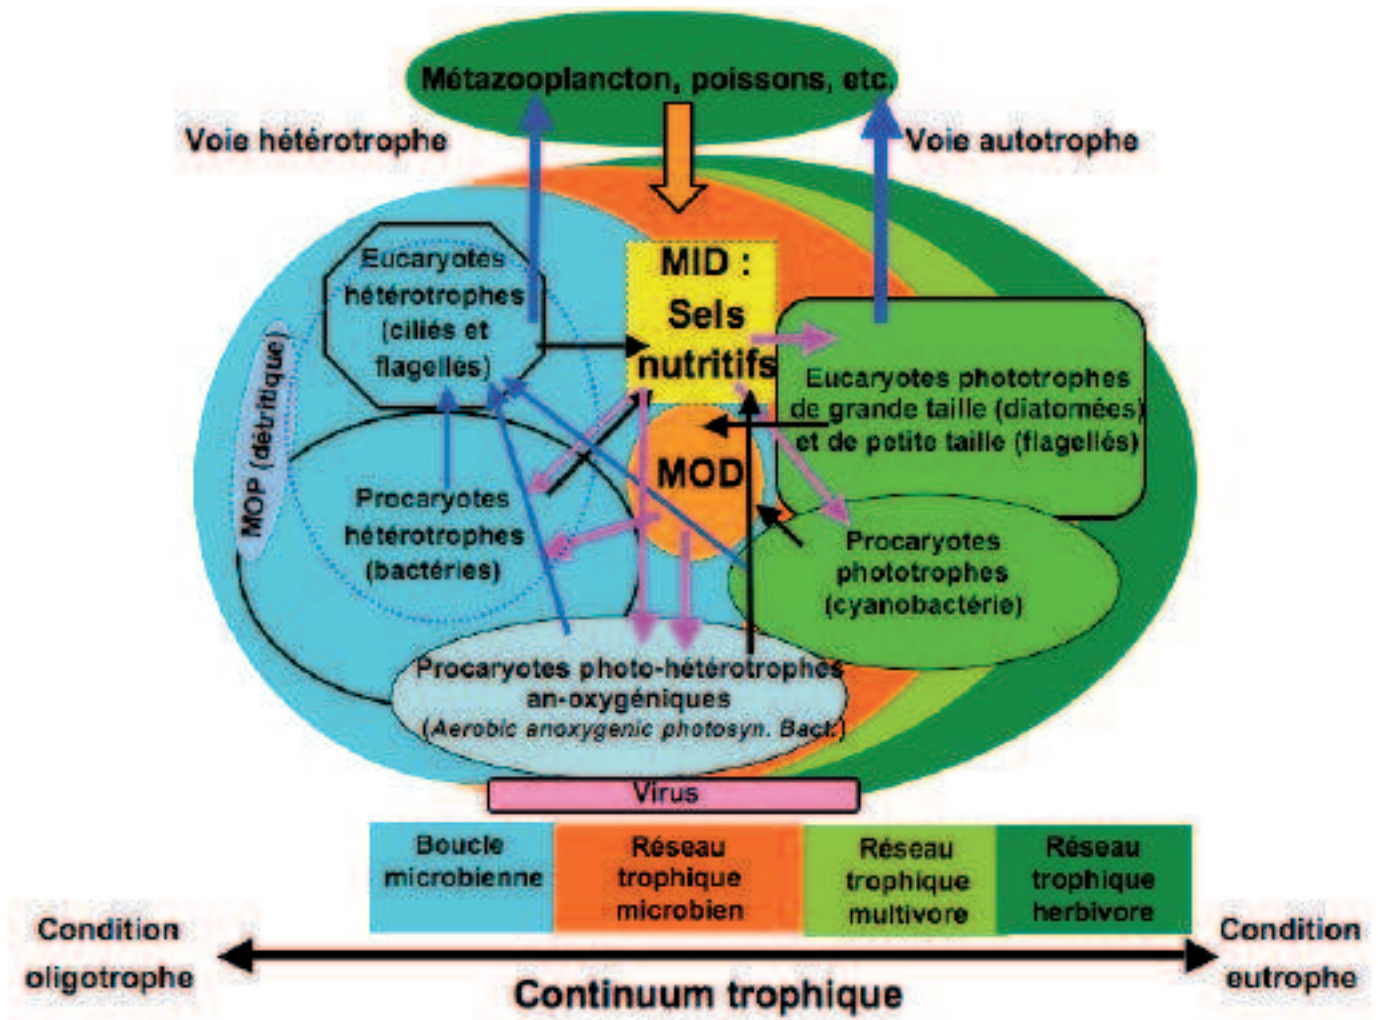 Métazooplancton, poissons, etc.
Voie hétérotrophe
Voie autotrophe
Eucaryotes
hétérotrophes
(ciliés et
flagellés)
MID :
Sels
nutritifs
Eucaryotes phototrophes
de grande taille (diatomées)
et de petite taille (flagellés)
MOP (détritique)
MOD
Procaryotes
hétérotrophes
(bactéries)
Procaryotes
phototrophes
(cyanobactérie)
Procaryotes photo-hétérotrophes
an-oxygéniques
(Aerobic anoxygenic photosyn. Bact.)
Virus
Boucle
microbienne
Réseau
trophique
microbien
Réseau
trophique
multivore
Réseau
trophique
herbivore
Condition
oligotrophe
Condition
eutrophe
Continuum trophique